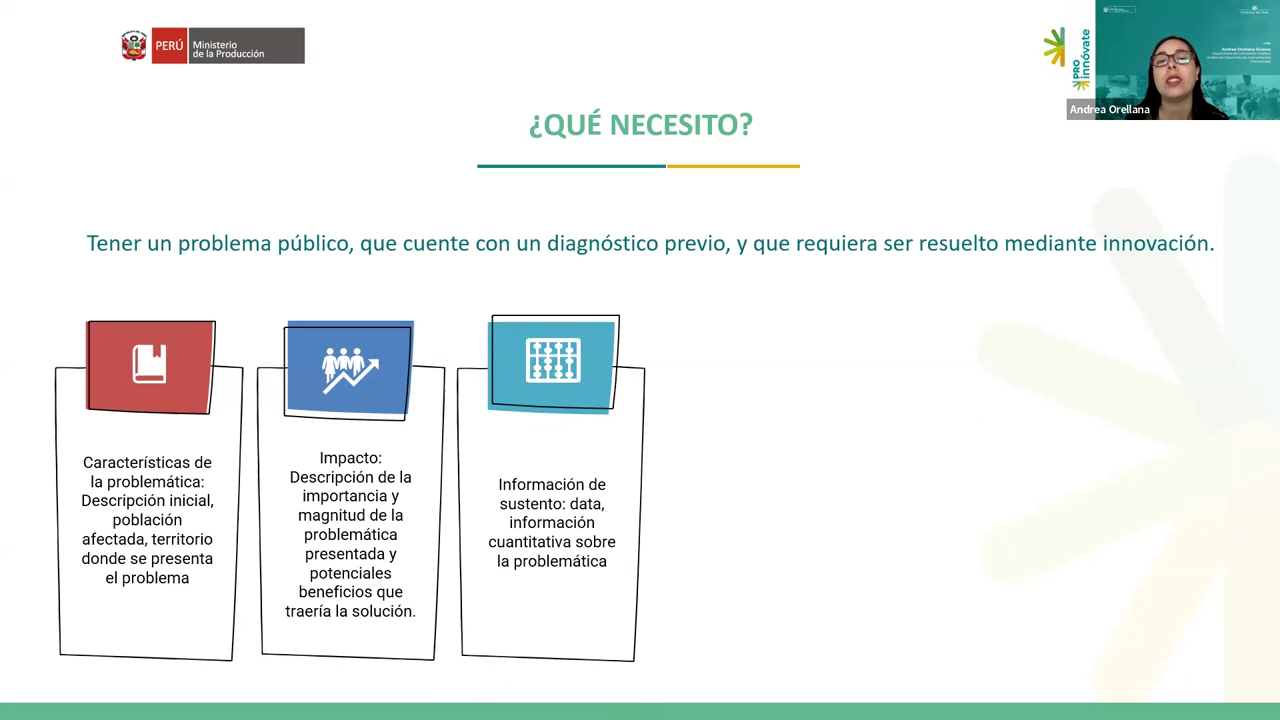 PERÚ
Ministerio
de la Producción
PRO
innóvate
Andrea Orellana Álvarez
Andrea Orellana
¿QUÉ NECESITO?
Tener un problema público, que cuente con un diagnóstico previo, y que requiera ser resuelto mediante innovación.
Características de
la problemática:
Descripción inicial,
población
afectada, territorio
donde se presenta
el problema
Impacto:
Descripción de la
importancia y
magnitud de la
problemática
presentada y
potenciales
beneficios que
traería la solución.
Información de
sustento: data,
información
cuantitativa sobre
la problemática